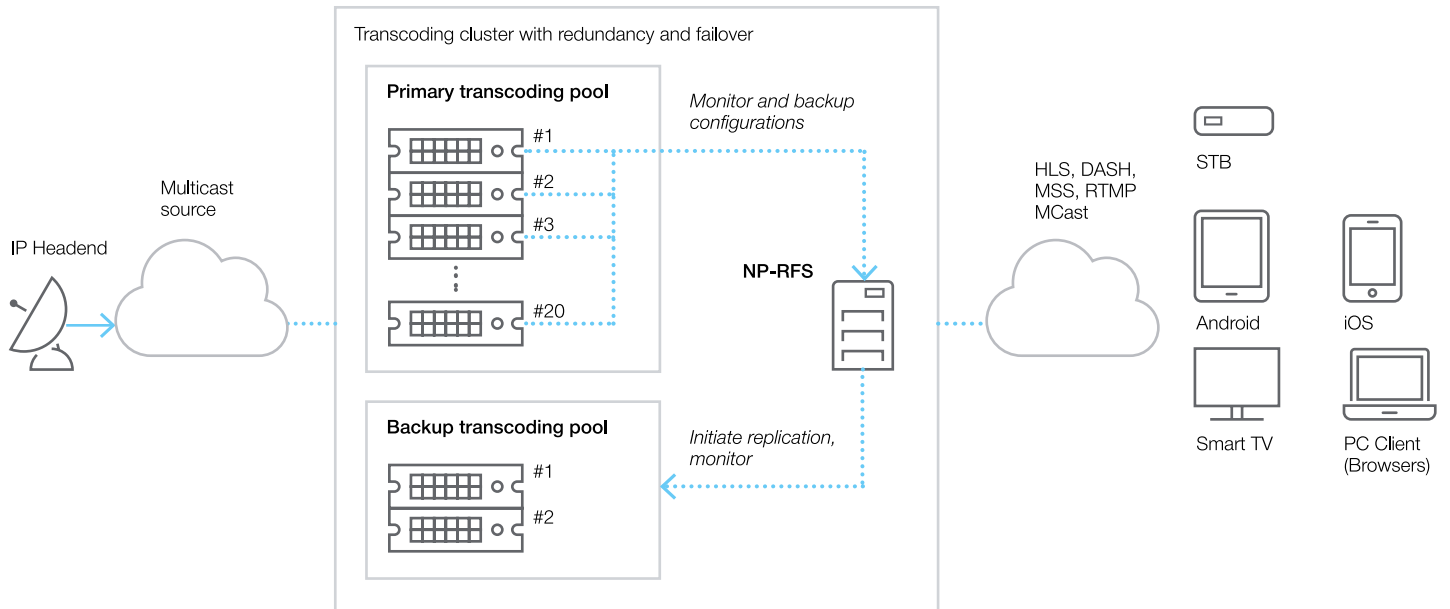 Transcoding cluster with redundancy and failover
Primary transcoding pool
#1
#2
#3
#20
Monitor and backup
configurations
NP-RFS
Backup transcoding pool
#1
#2
Initiate replication,
monitor
IP Headend
Multicast
source
HLS, DASH,
MSS, RTMP
MCast
STB
Android
iOS
Smart TV
PC Client
(Browsers)